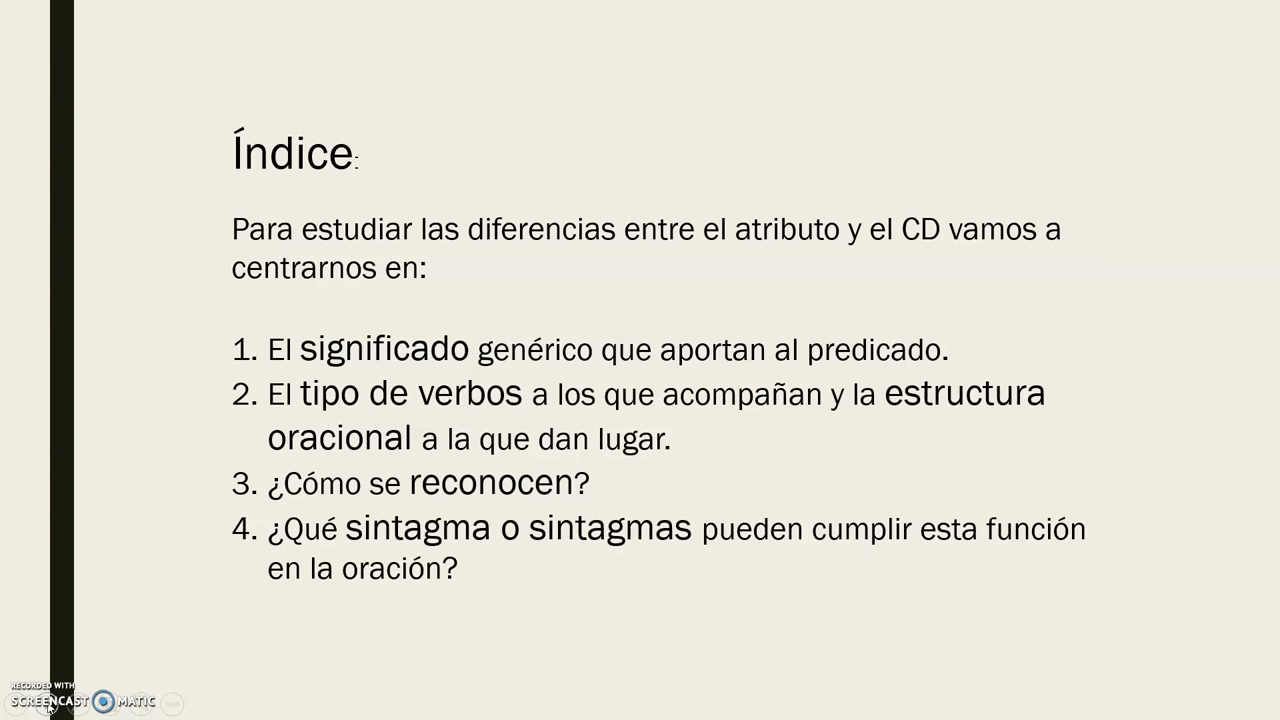 Índice:
Para estudiar las diferencias entre el atributo y el CD vamos a
centrarnos en:
1. El significado genérico que aportan al predicado.
2. El tipo de verbos a los que acompañan y la estructura
oracional a la que dan lugar.
3. ¿Cómo se reconocen?
4. ¿Qué sintagma o sintagmas pueden cumplir esta función
en la oración?
RECORDED WITH
SCREENCAST MATIC